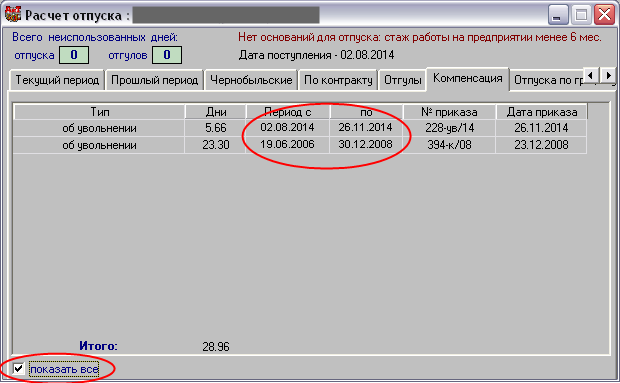 Расчет отпуска :
Всего неиспользованных дней:
Нет оснований для отпуска: стаж работы на предприятии менее 6 мес.
отпуска 0 отгулов 0
Дата поступления - 02.08.2014
Текущий период Прошлый период Чернобыльские По контракту Отгулы Компенсация Отпуска по графику
Тип Дни Период с по № приказа Дата приказа
об увольнении 5.66 02.08.2014 26.11.2014 228-ув/14 26.11.2014
об увольнении 23.30 19.06.2006 30.12.2008 394-к/08 23.12.2008
Итого: 28.96
показать все